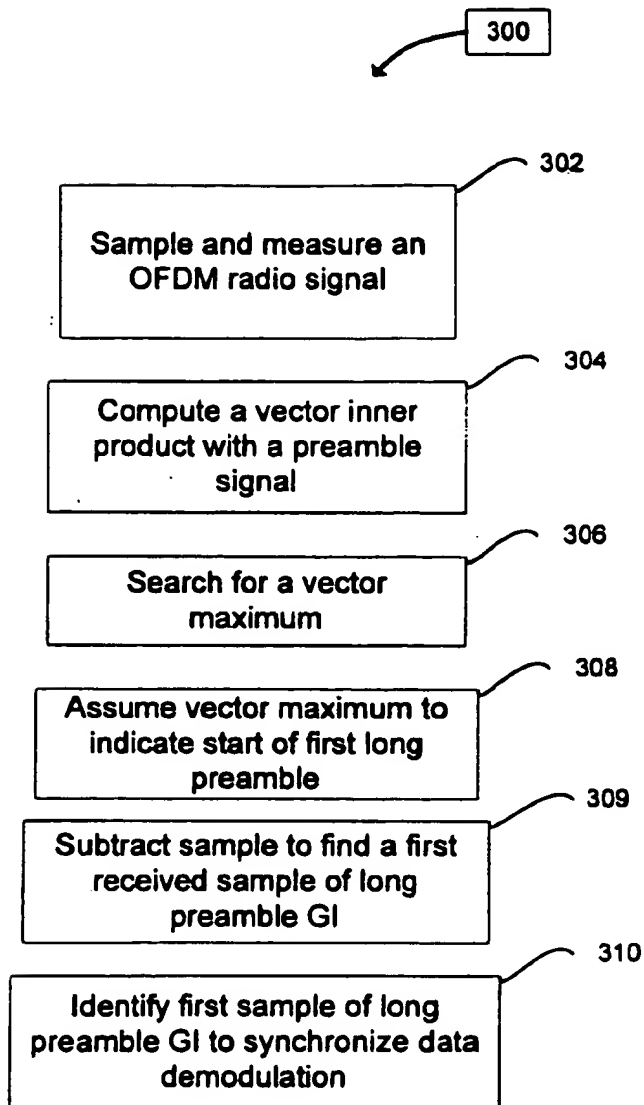 300
302
Sample and measure an
OFDM radio signal
304
Compute a vector inner
product with a preamble
signal
306
Search for a vector
maximum
308
Assume vector maximum to
indicate start of first long
preamble
309
Subtract sample to find a first
received sample of long
preamble GI
310
Identify first sample of long
preamble GI to synchronize data
demodulation